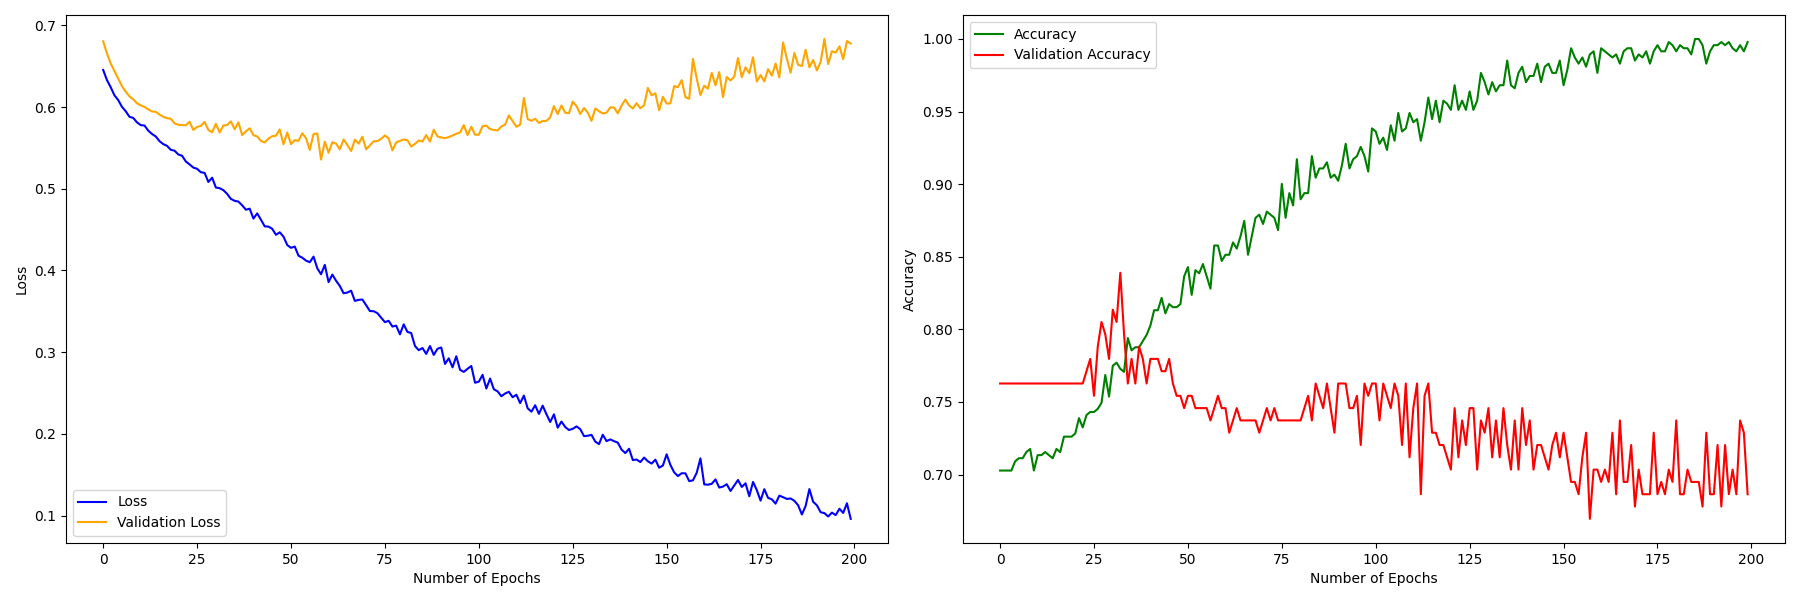 0.7
0.6
0.5
0.4
0.3
0.2
0.1
Loss
Loss
Validation Loss
0 25 50 75 100 125 150 175 200
Number of Epochs
Accuracy
Validation Accuracy
1.00
0.95
0.90
0.85
0.80
0.75
0.70
Accuracy
0 25 50 75 100 125 150 175 200
Number of Epochs